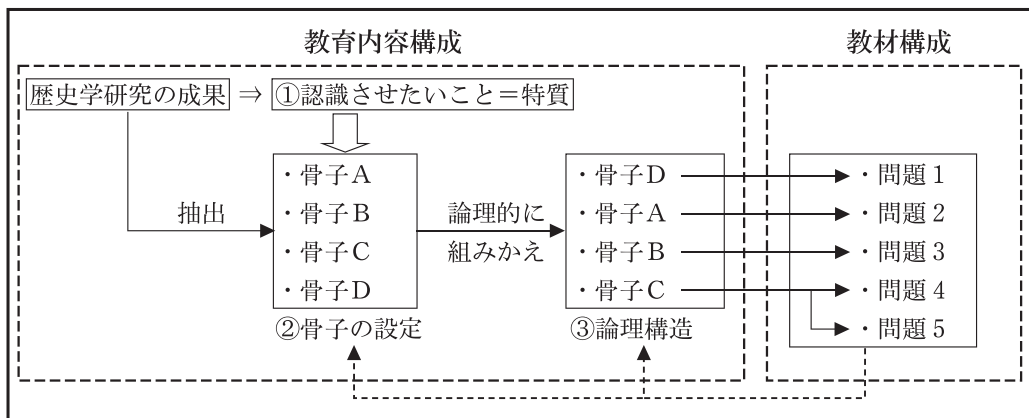 教育内容構成
教材構成
歴史学研究の成果 ⇒ ①認識させたいこと=特質
・骨子A
・骨子B
・骨子C
・骨子D
抽出
②骨子の設定
論理的に
組みかえ
・骨子D
・骨子A
・骨子B
・骨子C
③論理構造
・問題1
・問題2
・問題3
・問題4
・問題5